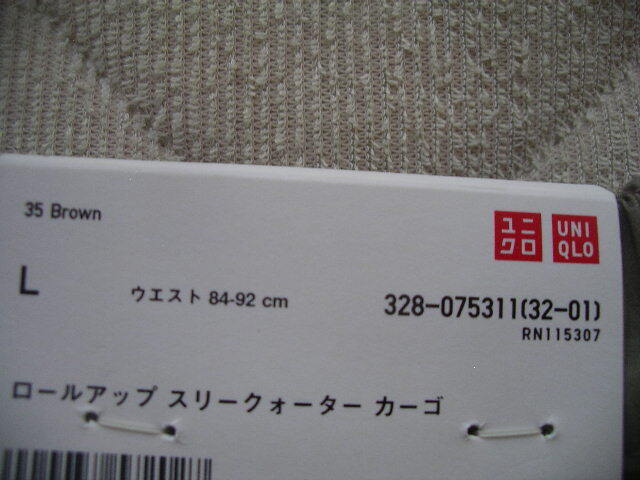 35 Brown
ユニ
クロ
UNI
QLO
L
ウエスト 84-92 cm
328-075311(32-01)
RN115307
ロールアップ スリークォーター カーゴ